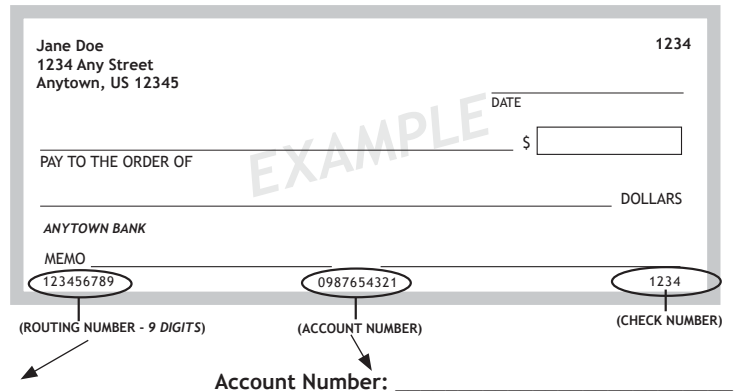 Jane Doe 1234
1234 Any Street
Anytown, US 12345
DATE
EXAMPLE
$
PAY TO THE ORDER OF
DOLLARS
ANYTOWN BANK
MEMO
123456789 0987654321 1234
(ROUTING NUMBER - 9 DIGITS) (ACCOUNT NUMBER) (CHECK NUMBER)
Account Number: